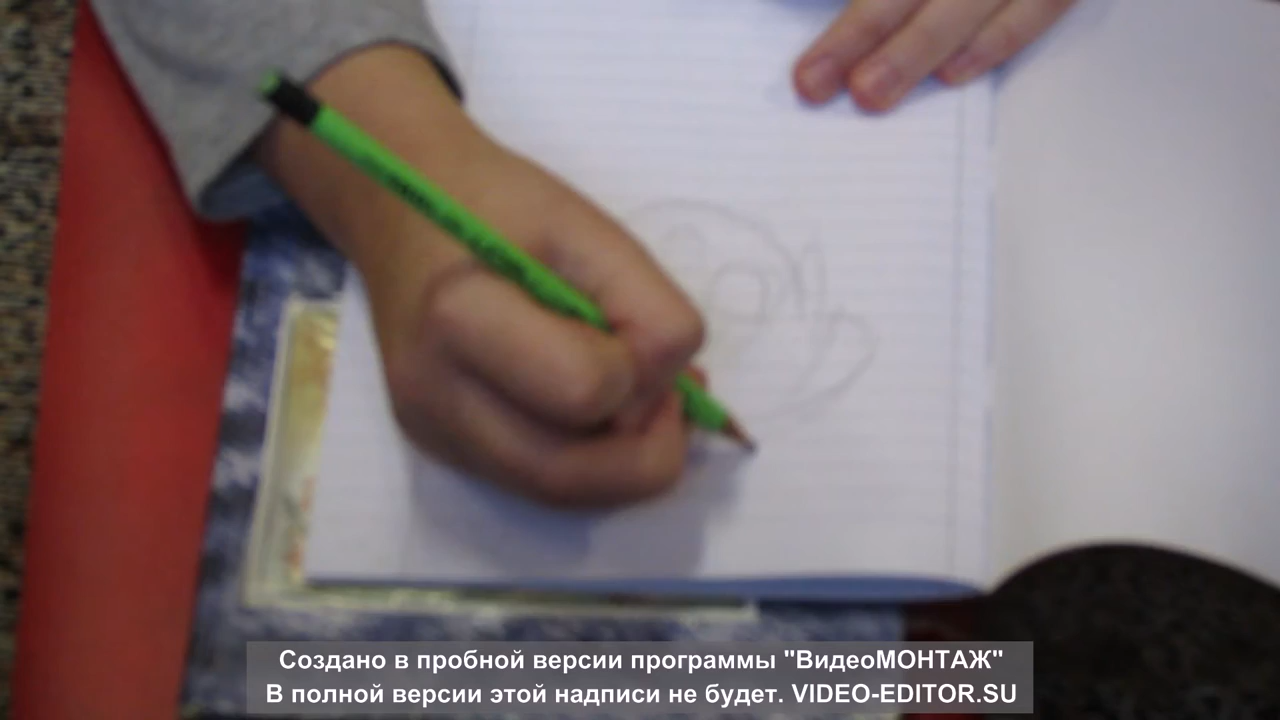 Создано в пробной версии программы "ВидеоМОНТАЖ"
В полной версии этой надписи не будет. VIDEO-EDITOR.SU